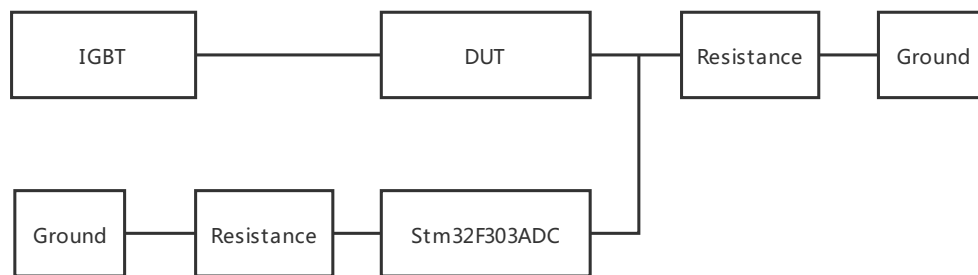 IGBT
DUT
Resistance
Ground
Ground
Resistance
Stm32F303ADC